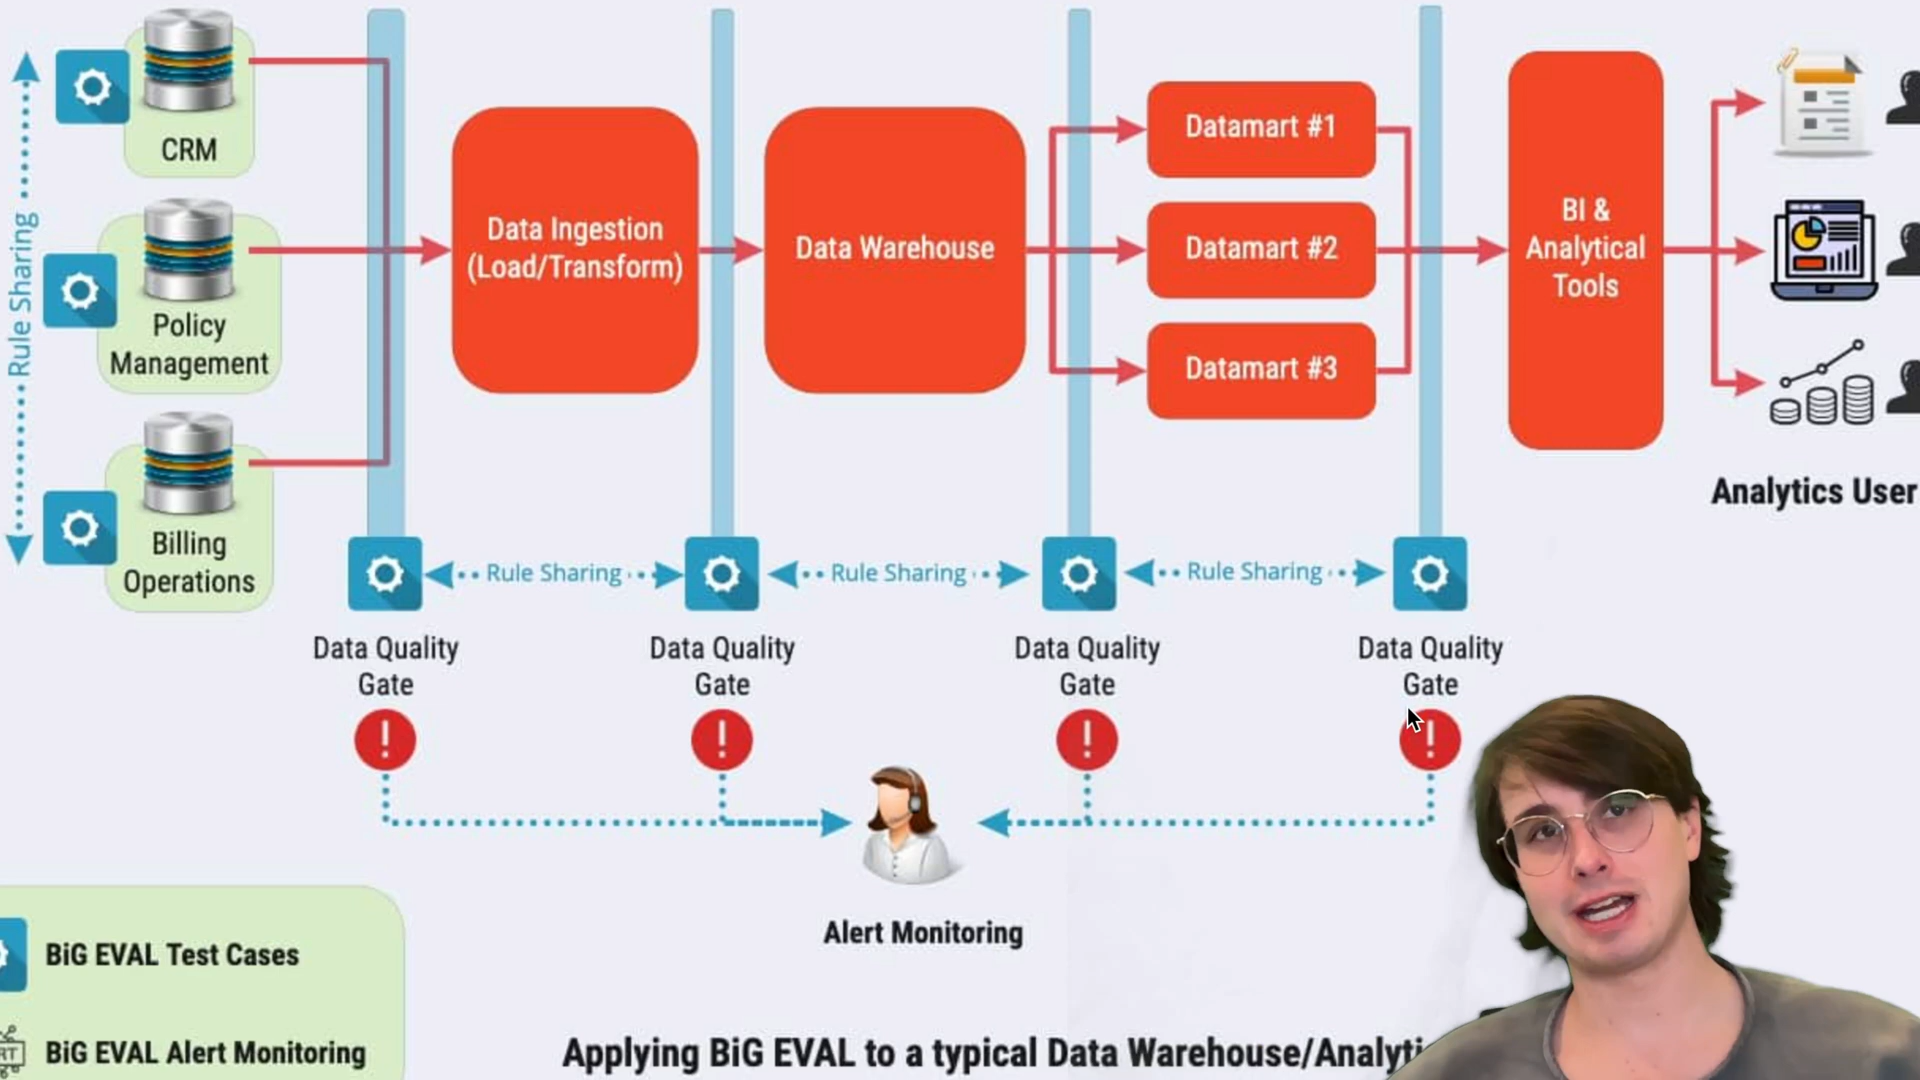 Rule Sharing
CRM
Policy
Management
Billing
Operations
Data Ingestion
(Load/Transform)
Data Warehouse
Datamart #1
Datamart #2
Datamart #3
BI &
Analytical
Tools
Analytics User
Rule Sharing
Rule Sharing
Rule Sharing
Data Quality
Gate
Data Quality
Gate
Data Quality
Gate
Data Quality
Gate
!
!
!
!
Alert Monitoring
BiG EVAL Test Cases
BiG EVAL Alert Monitoring
Applying BiG EVAL to a typical Data Warehouse/Analyti